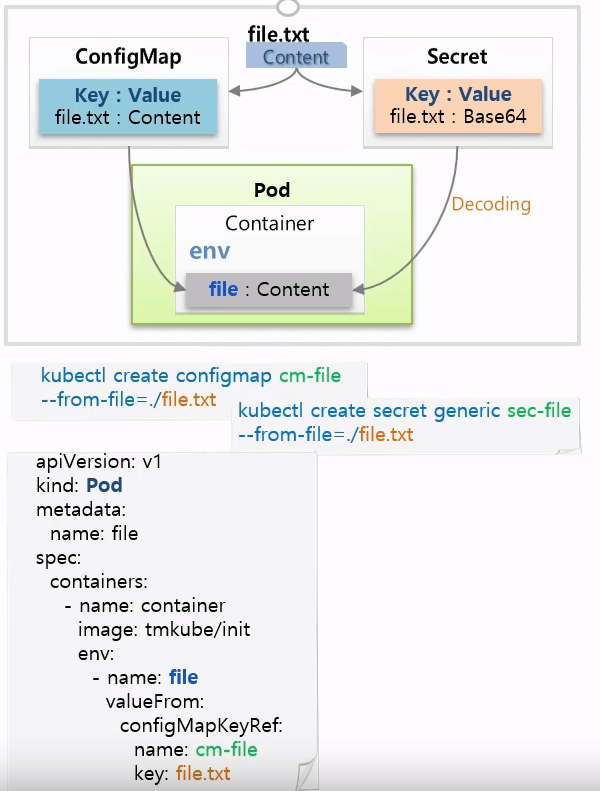 file.txt
Content
ConfigMap
Key : Value
file.txt : Content
Secret
Key : Value
file.txt : Base64
Pod
Container
env
file : Content
Decoding
kubectl create configmap cm-file
--from-file=./file.txt
kubectl create secret generic sec-file
--from-file=./file.txt
apiVersion: v1
kind: Pod
metadata:
  name: file
spec:
  containers:
    - name: container
      image: tmkube/init
      env:
        - name: file
          valueFrom:
            configMapKeyRef:
              name: cm-file
              key: file.txt